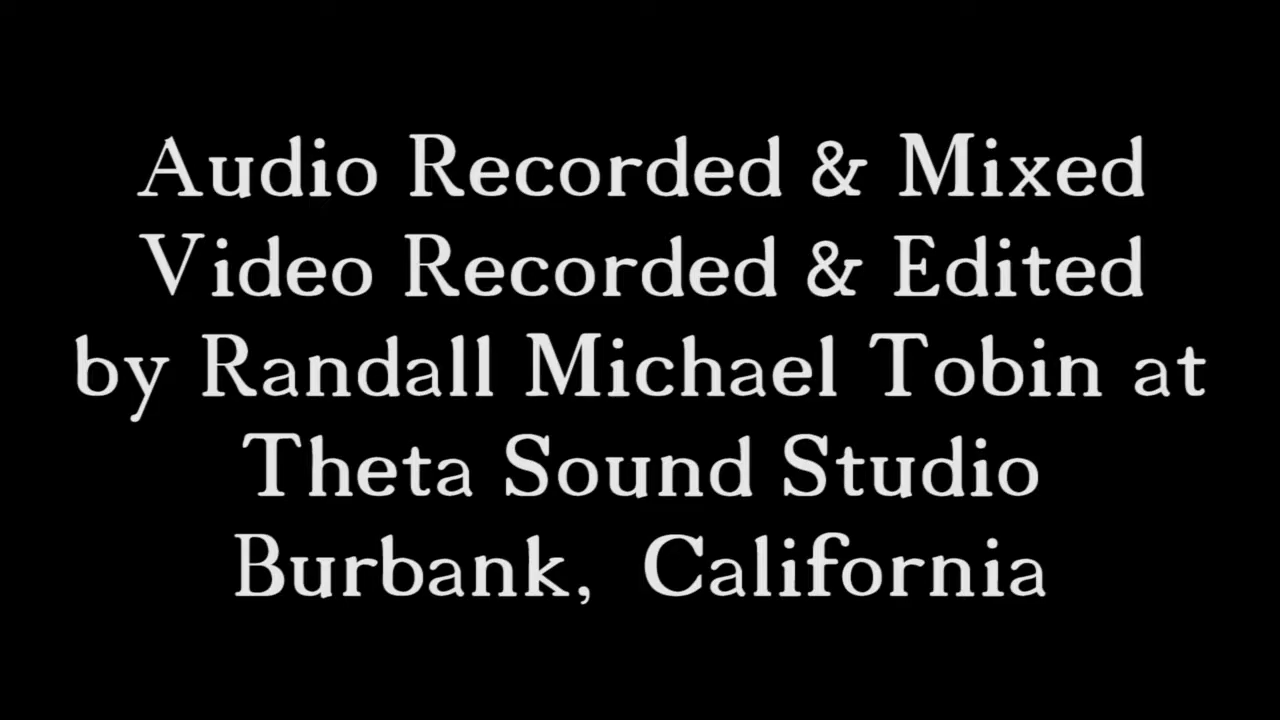 Audio Recorded & Mixed
Video Recorded & Edited
by Randall Michael Tobin at
Theta Sound Studio
Burbank, California